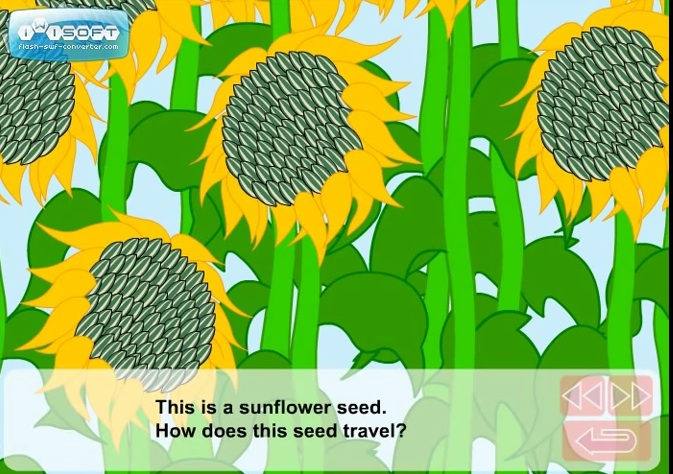 iWiSOFT
flash-swf-converter.com
This is a sunflower seed.
How does this seed travel?